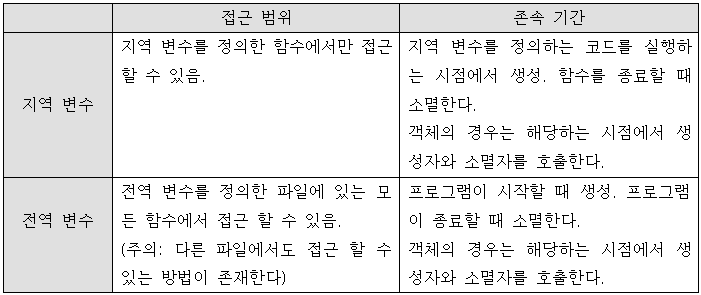 접근 범위
존속 기간
지역 변수
지역 변수를 정의한 함수에서만 접근
할 수 있음.
지역 변수를 정의하는 코드를 실행하
는 시점에서 생성. 함수를 종료할 때
소멸한다.
객체의 경우는 해당하는 시점에서 생
성자와 소멸자를 호출한다.
전역 변수
전역 변수를 정의한 파일에 있는 모
든 함수에서 접근 할 수 있음.
(주의: 다른 파일에서도 접근 할 수
있는 방법이 존재한다)
프로그램이 시작할 때 생성. 프로그램
이 종료할 때 소멸한다.
객체의 경우는 해당하는 시점에서 생
성자와 소멸자를 호출한다.